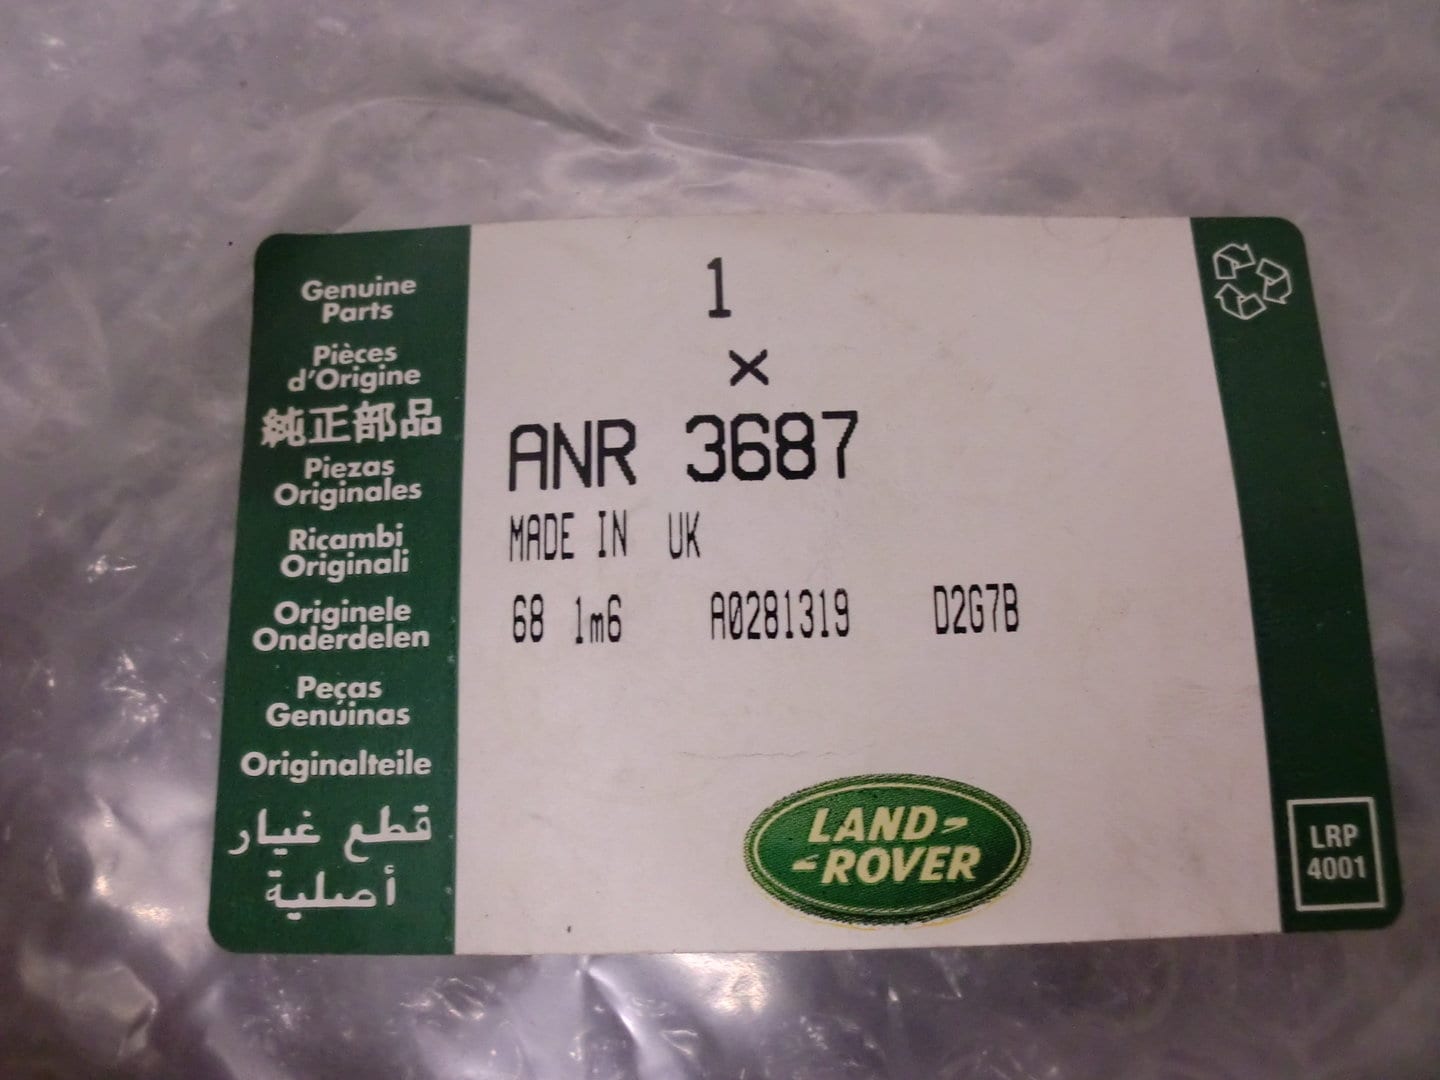 Genuine
Parts
Pièces
d'Origine
純正部品
Piezas
Originales
Ricambi
Originali
Originele
Onderdelen
Peças
Genúinas
Originalteile
قطع غيار
أصلية
1
×
ANR 3687
MADE IN UK
68 1m6 A0281319 D2G7B
LAND-
-ROVER
LRP
4001